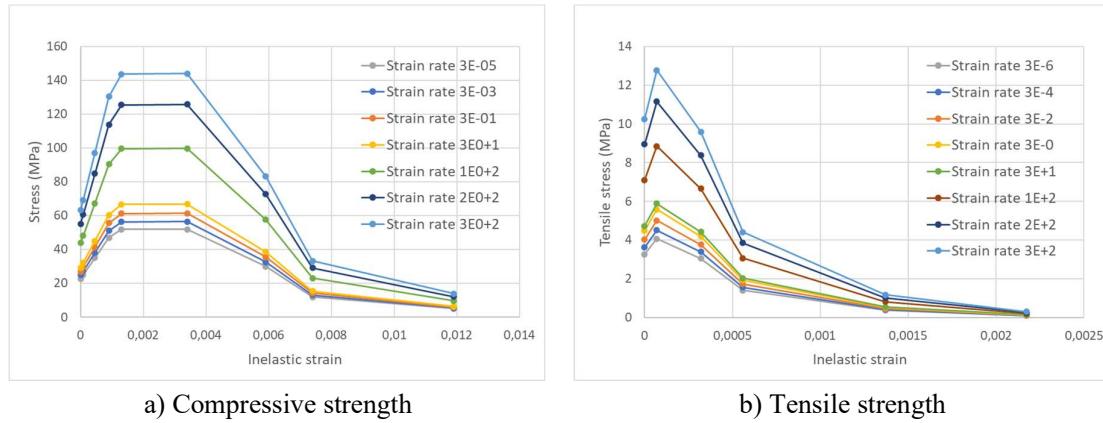 160
140
120
100
80
60
40
20
0
Stress (MPa)
0
0,002
0,004
0,006
0,008
0,01
0,012
0,014
Inelastic strain
Strain rate 3E-05
Strain rate 3E-03
Strain rate 3E-01
Strain rate 3E0+1
Strain rate 1E0+2
Strain rate 2E0+2
Strain rate 3E0+2
a) Compressive strength
14
12
10
8
6
4
2
0
Tensile stress (MPa)
0
0,0005
0,001
0,0015
0,002
0,0025
Inelastic strain
Strain rate 3E-6
Strain rate 3E-4
Strain rate 3E-2
Strain rate 3E-0
Strain rate 3E+1
Strain rate 1E+2
Strain rate 2E+2
Strain rate 3E+2
b) Tensile strength